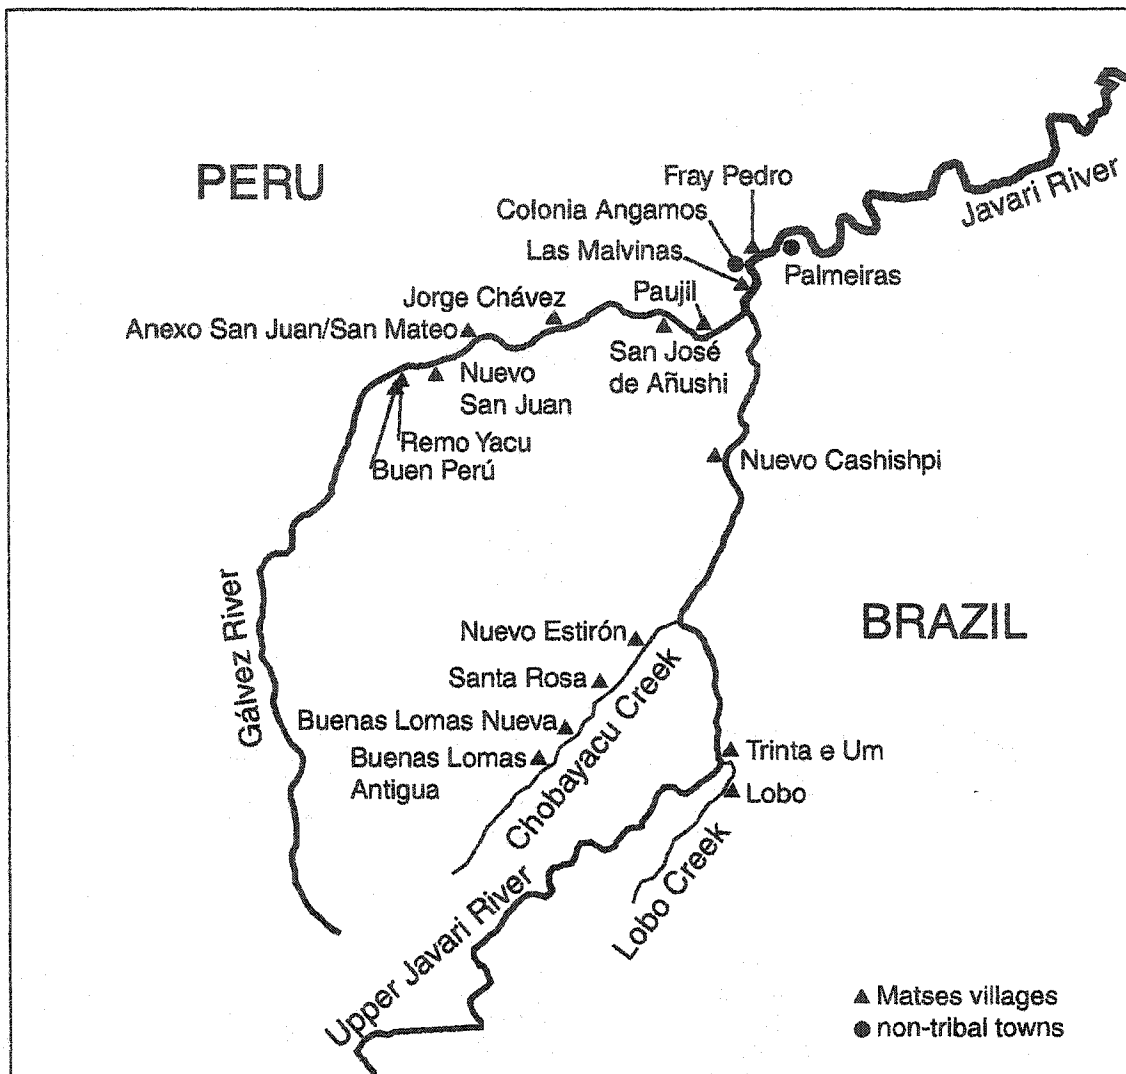 PERU
Fray Pedro
Javari River
Colonia Angamos
Las Malvinas
Palmeiras
Jorge Chávez
Paujil
Anexo San Juan/San Mateo
San José
de Añushi
Nuevo
San Juan
Remo Yacu
Buen Perú
Nuevo Cashishpi
Gálvez River
BRAZIL
Nuevo Estirón
Santa Rosa
Chobayacu Creek
Buenas Lomas Nueva
Buenas Lomas
Antigua
Trinta e Um
Lobo
Lobo Creek
Upper Javari River
Matses villages
non-tribal towns